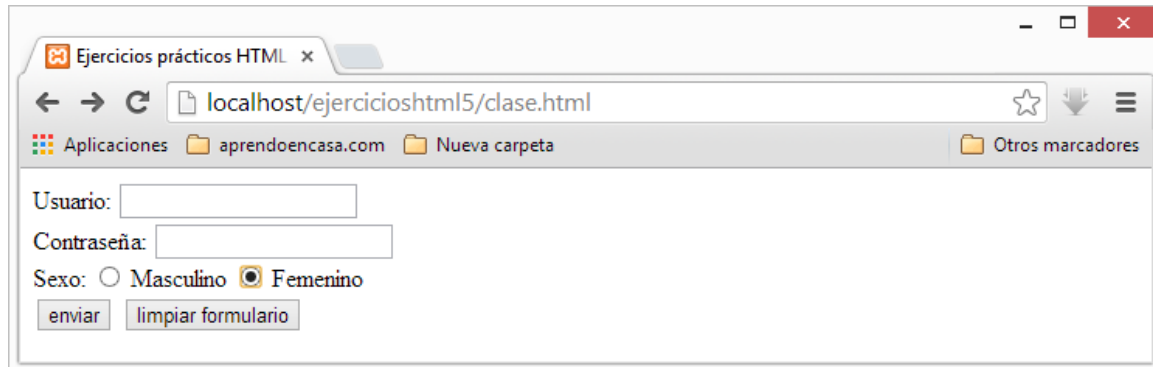 Ejercicios prácticos HTML
localhost/ejercicioshtml5/clase.html
Aplicaciones aprendoencasa.com Nueva carpeta Otros marcadores
Usuario:
Contraseña:
Sexo: Masculino Femenino
enviar limpiar formulario